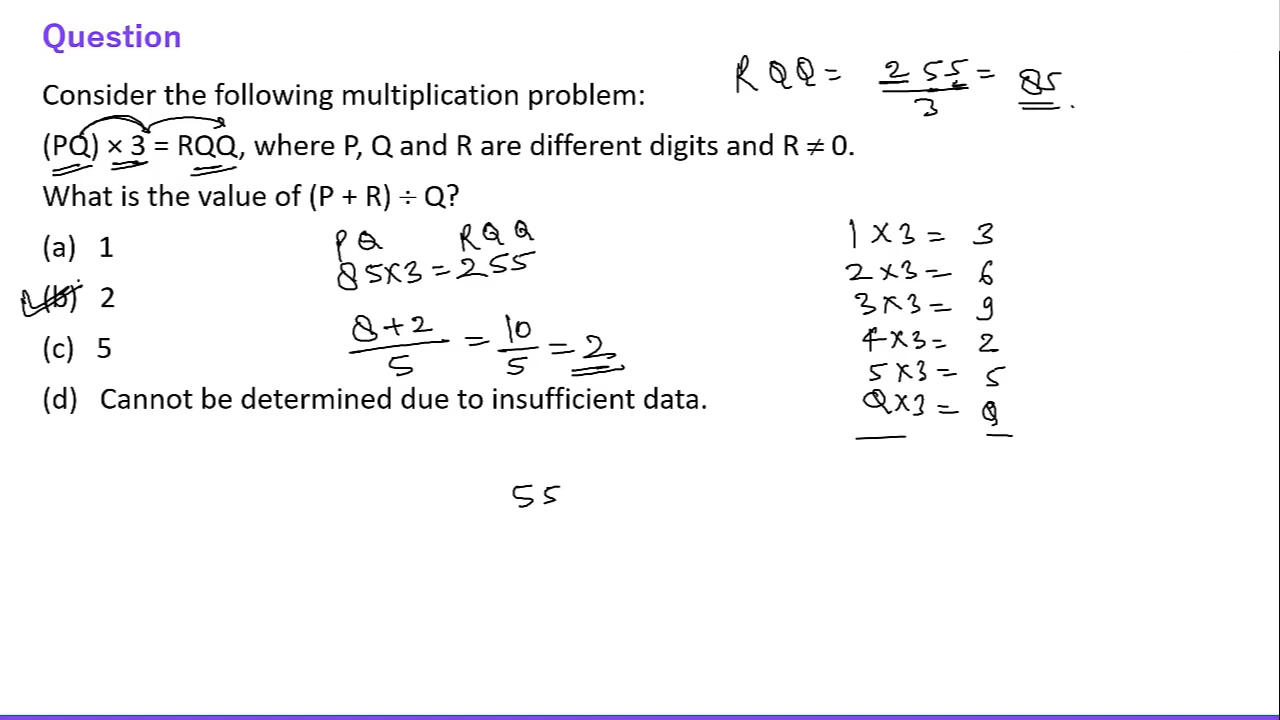 Question
RQQ = 255/3 = 85.
Consider the following multiplication problem:
(PQ) × 3 = RQQ, where P, Q and R are different digits and R ≠ 0.
What is the value of (P + R) ÷ Q?
(a) 1
(b) 2
(c) 5
(d) Cannot be determined due to insufficient data.
PQ RQQ
85×3 = 255
8+2/5 = 10/5 = 2
1×3 = 3
2×3 = 6
3×3 = 9
4×3 = 2
5×3 = 5
Q×3 = Q
55